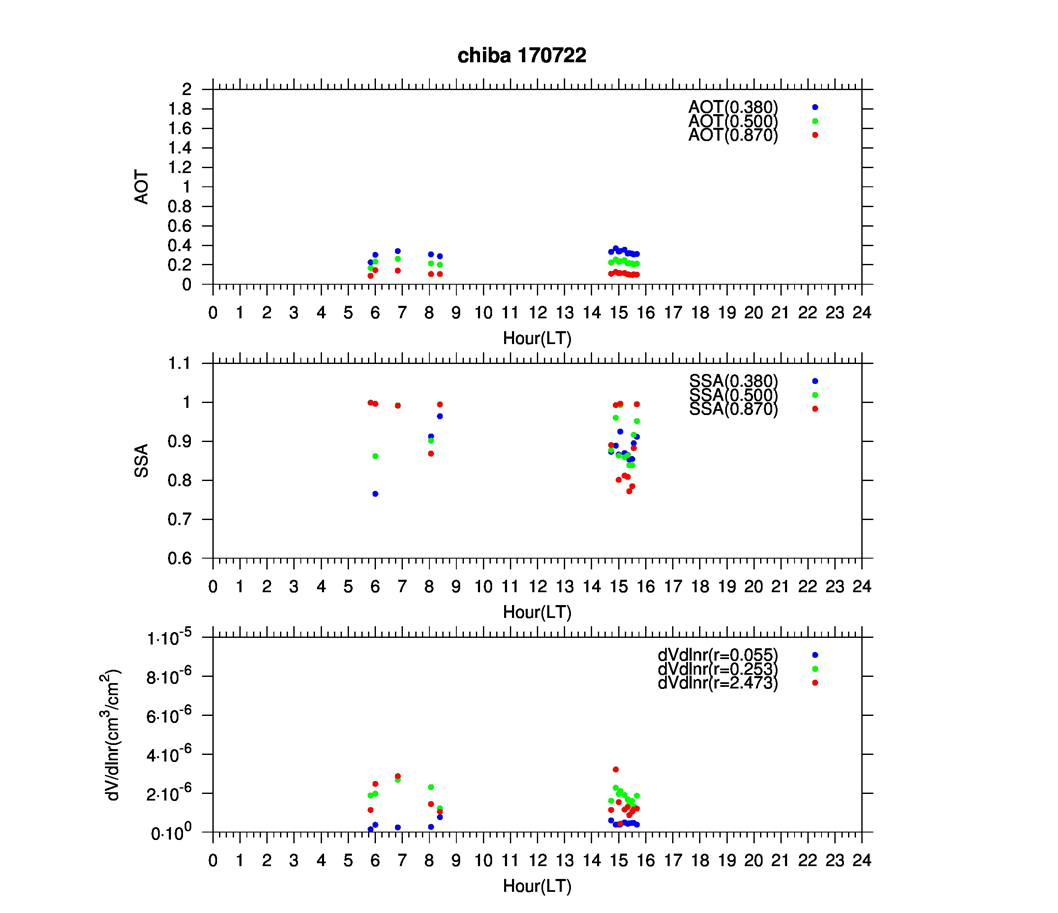 chiba 170722
2
1.8
1.6
1.4
1.2
1
0.8
0.6
0.4
0.2
0
AOT
AOT(0.380)
AOT(0.500)
AOT(0.870)
0 1 2 3 4 5 6 7 8 9 10 11 12 13 14 15 16 17 18 19 20 21 22 23 24
Hour(LT)
1.1
1
0.9
0.8
0.7
0.6
SSA
SSA(0.380)
SSA(0.500)
SSA(0.870)
0 1 2 3 4 5 6 7 8 9 10 11 12 13 14 15 16 17 18 19 20 21 22 23 24
Hour(LT)
1·10⁻⁵
8·10⁻⁶
6·10⁻⁶
4·10⁻⁶
2·10⁻⁶
0·10⁰
dV/dlnr(cm³/cm²)
dVdlnr(r=0.055)
dVdlnr(r=0.253)
dVdlnr(r=2.473)
0 1 2 3 4 5 6 7 8 9 10 11 12 13 14 15 16 17 18 19 20 21 22 23 24
Hour(LT)